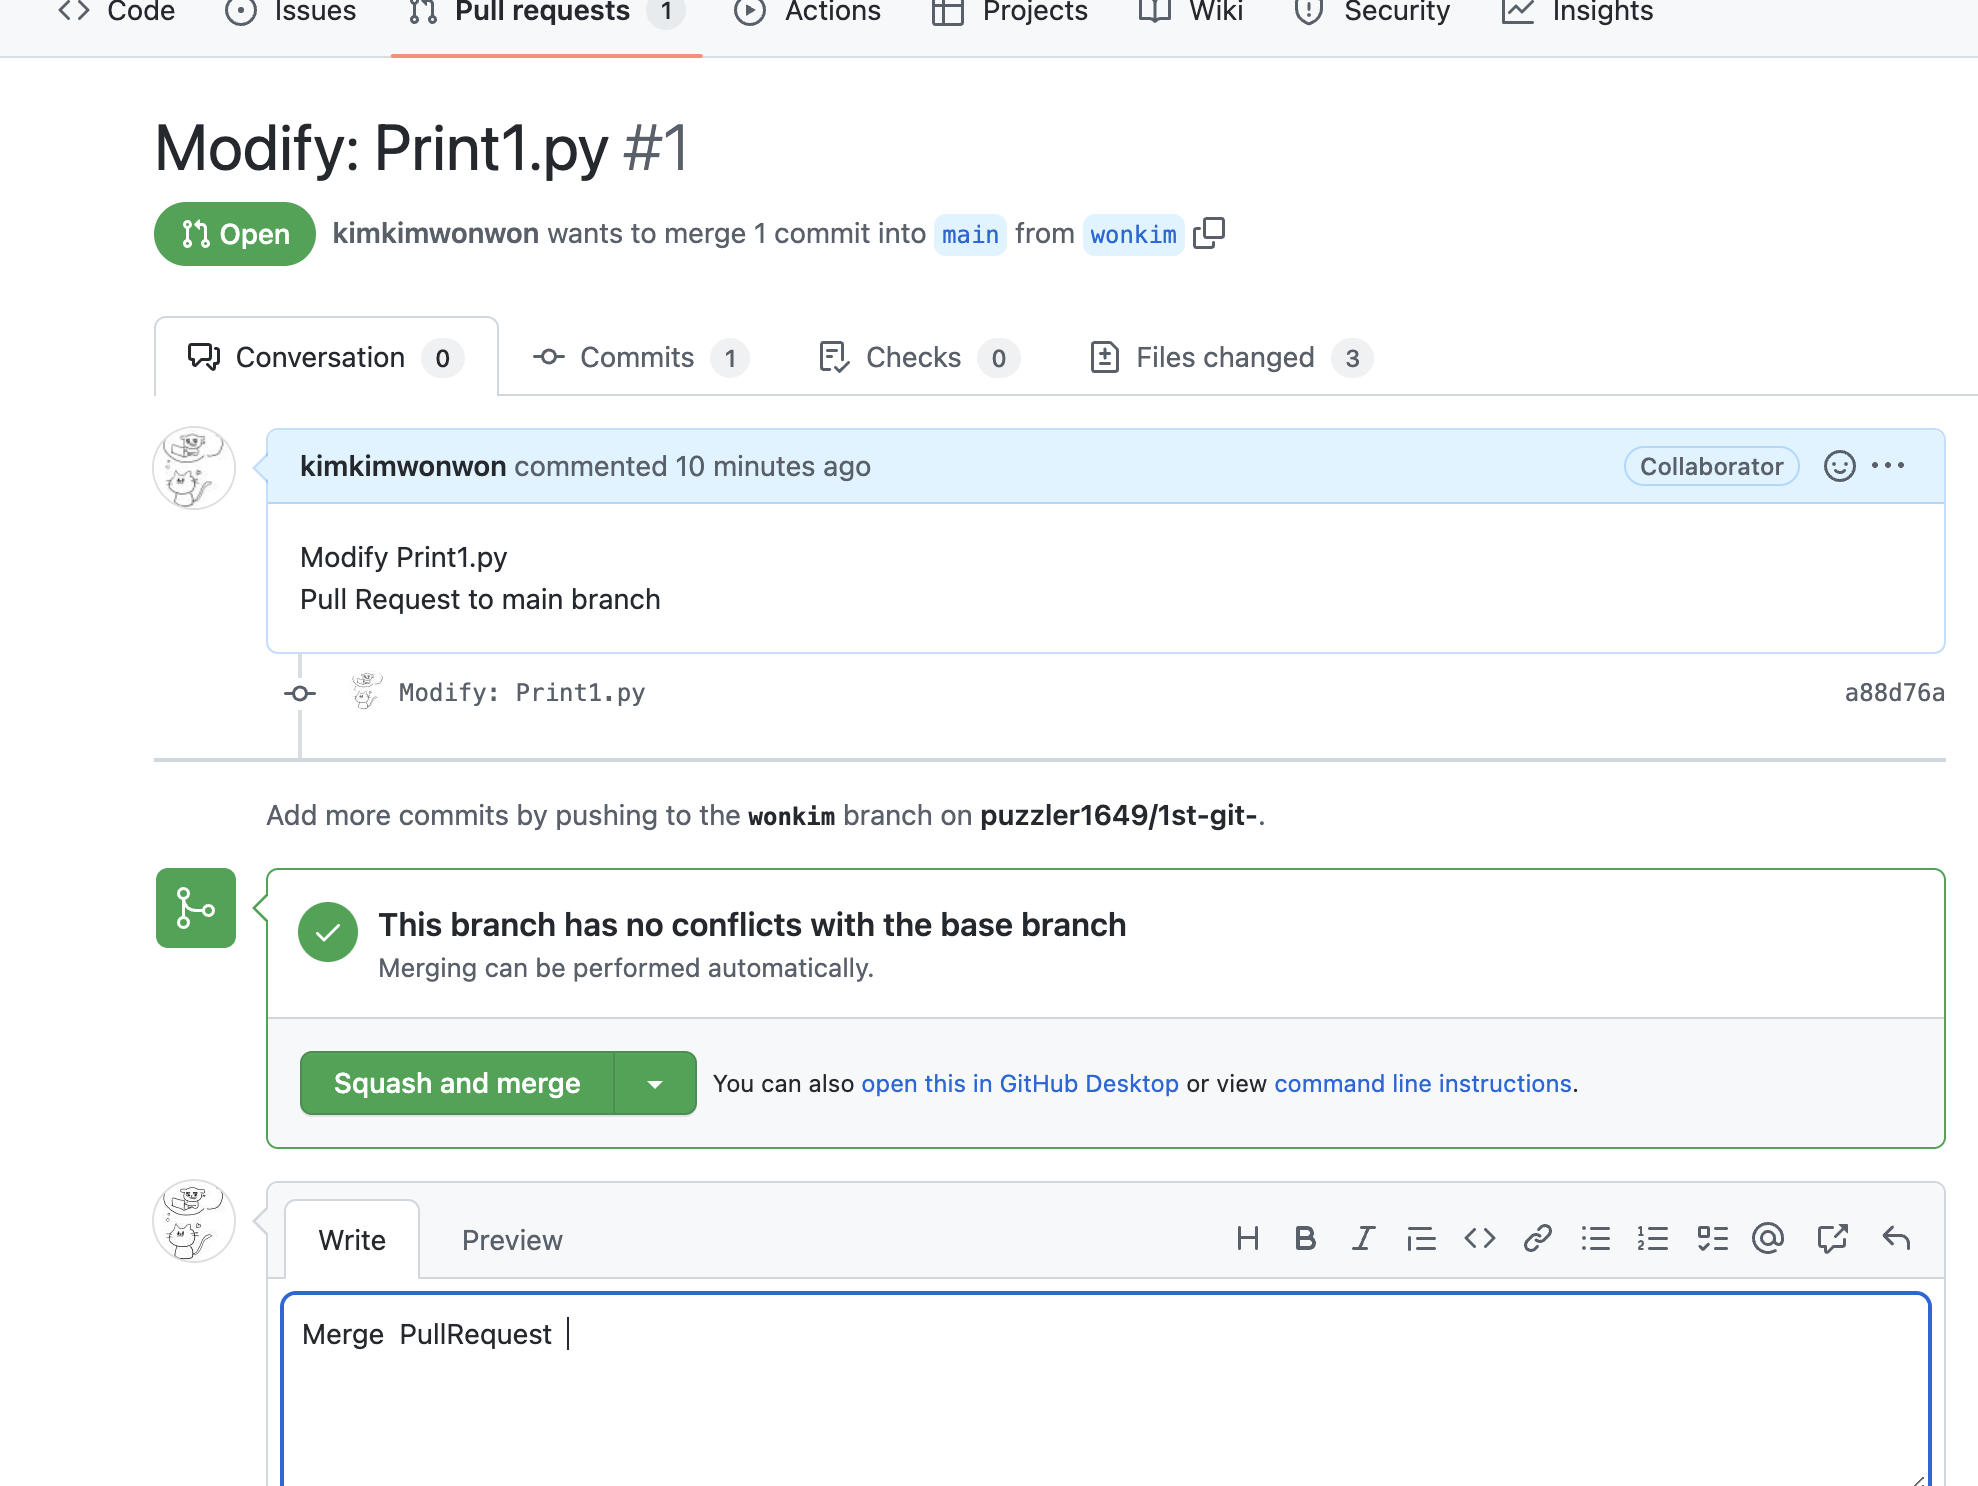 Code Issues Pull requests 1 Actions Projects Wiki Security Insights
Modify: Print1.py #1
Open kimkimwonwon wants to merge 1 commit into main from wonkim
Conversation 0 Commits 1 Checks 0 Files changed 3
kimkimwonwon commented 10 minutes ago Collaborator
Modify Print1.py
Pull Request to main branch
Modify: Print1.py a88d76a
Add more commits by pushing to the wonkim branch on puzzler1649/1st-git-.
This branch has no conflicts with the base branch
Merging can be performed automatically.
Squash and merge You can also open this in GitHub Desktop or view command line instructions.
Write Preview
Merge  PullRequest